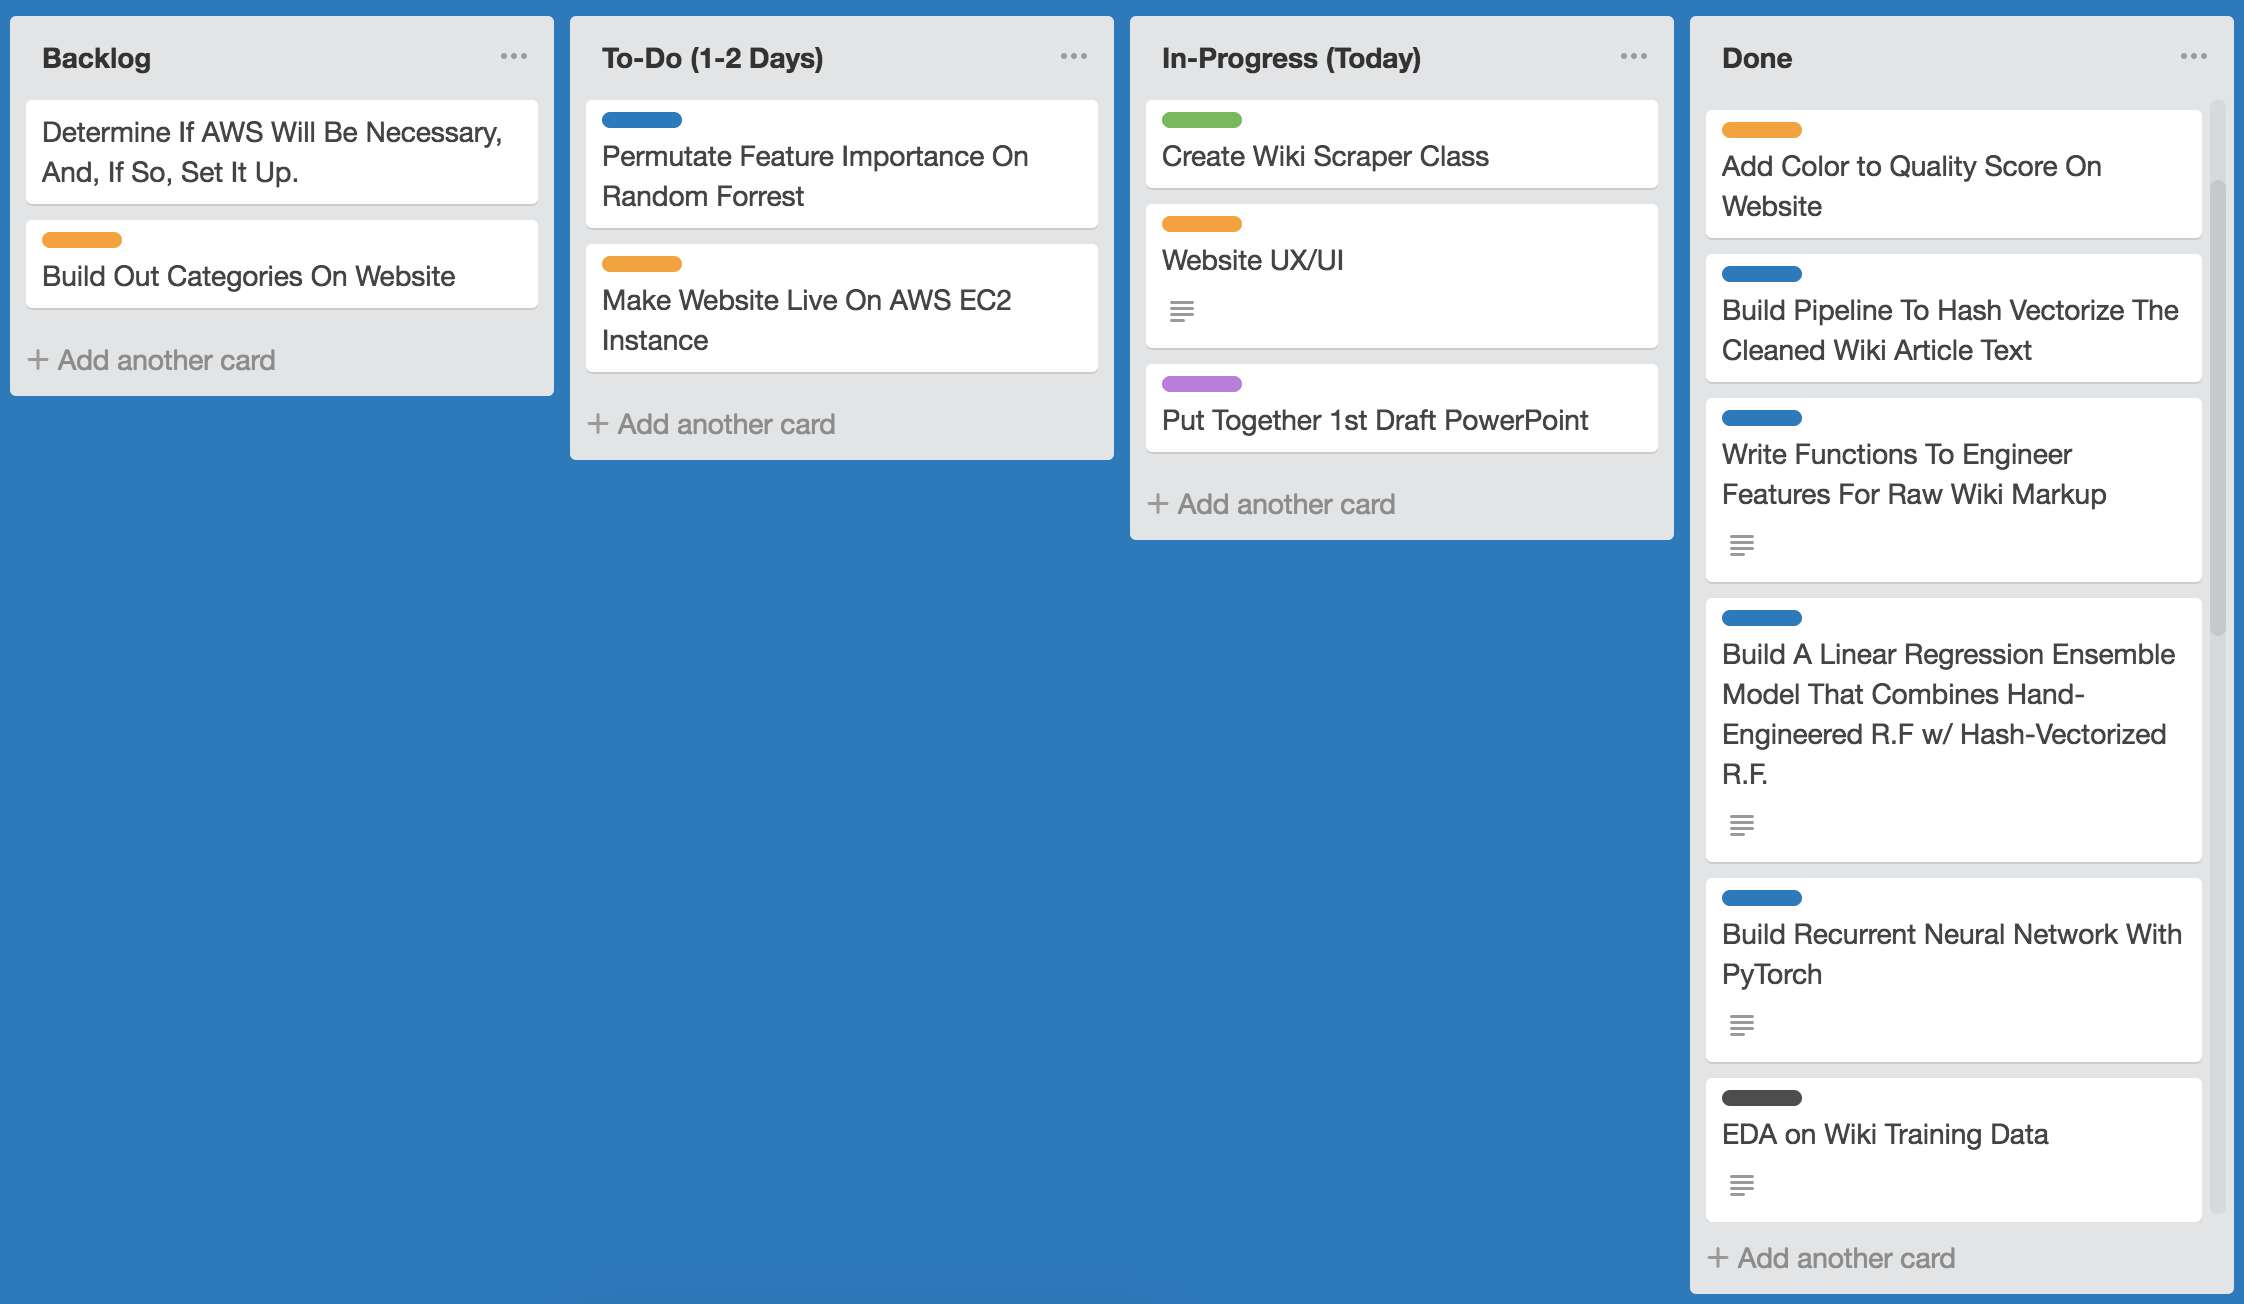 Backlog
Determine If AWS Will Be Necessary,
And, If So, Set It Up.
Build Out Categories On Website
+ Add another card
To-Do (1-2 Days)
Permutate Feature Importance On
Random Forrest
Make Website Live On AWS EC2
Instance
+ Add another card
In-Progress (Today)
Create Wiki Scraper Class
Website UX/UI
Put Together 1st Draft PowerPoint
+ Add another card
Done
Add Color to Quality Score On
Website
Build Pipeline To Hash Vectorize The
Cleaned Wiki Article Text
Write Functions To Engineer
Features For Raw Wiki Markup
Build A Linear Regression Ensemble
Model That Combines Hand-
Engineered R.F w/ Hash-Vectorized
R.F.
Build Recurrent Neural Network With
PyTorch
EDA on Wiki Training Data
+ Add another card